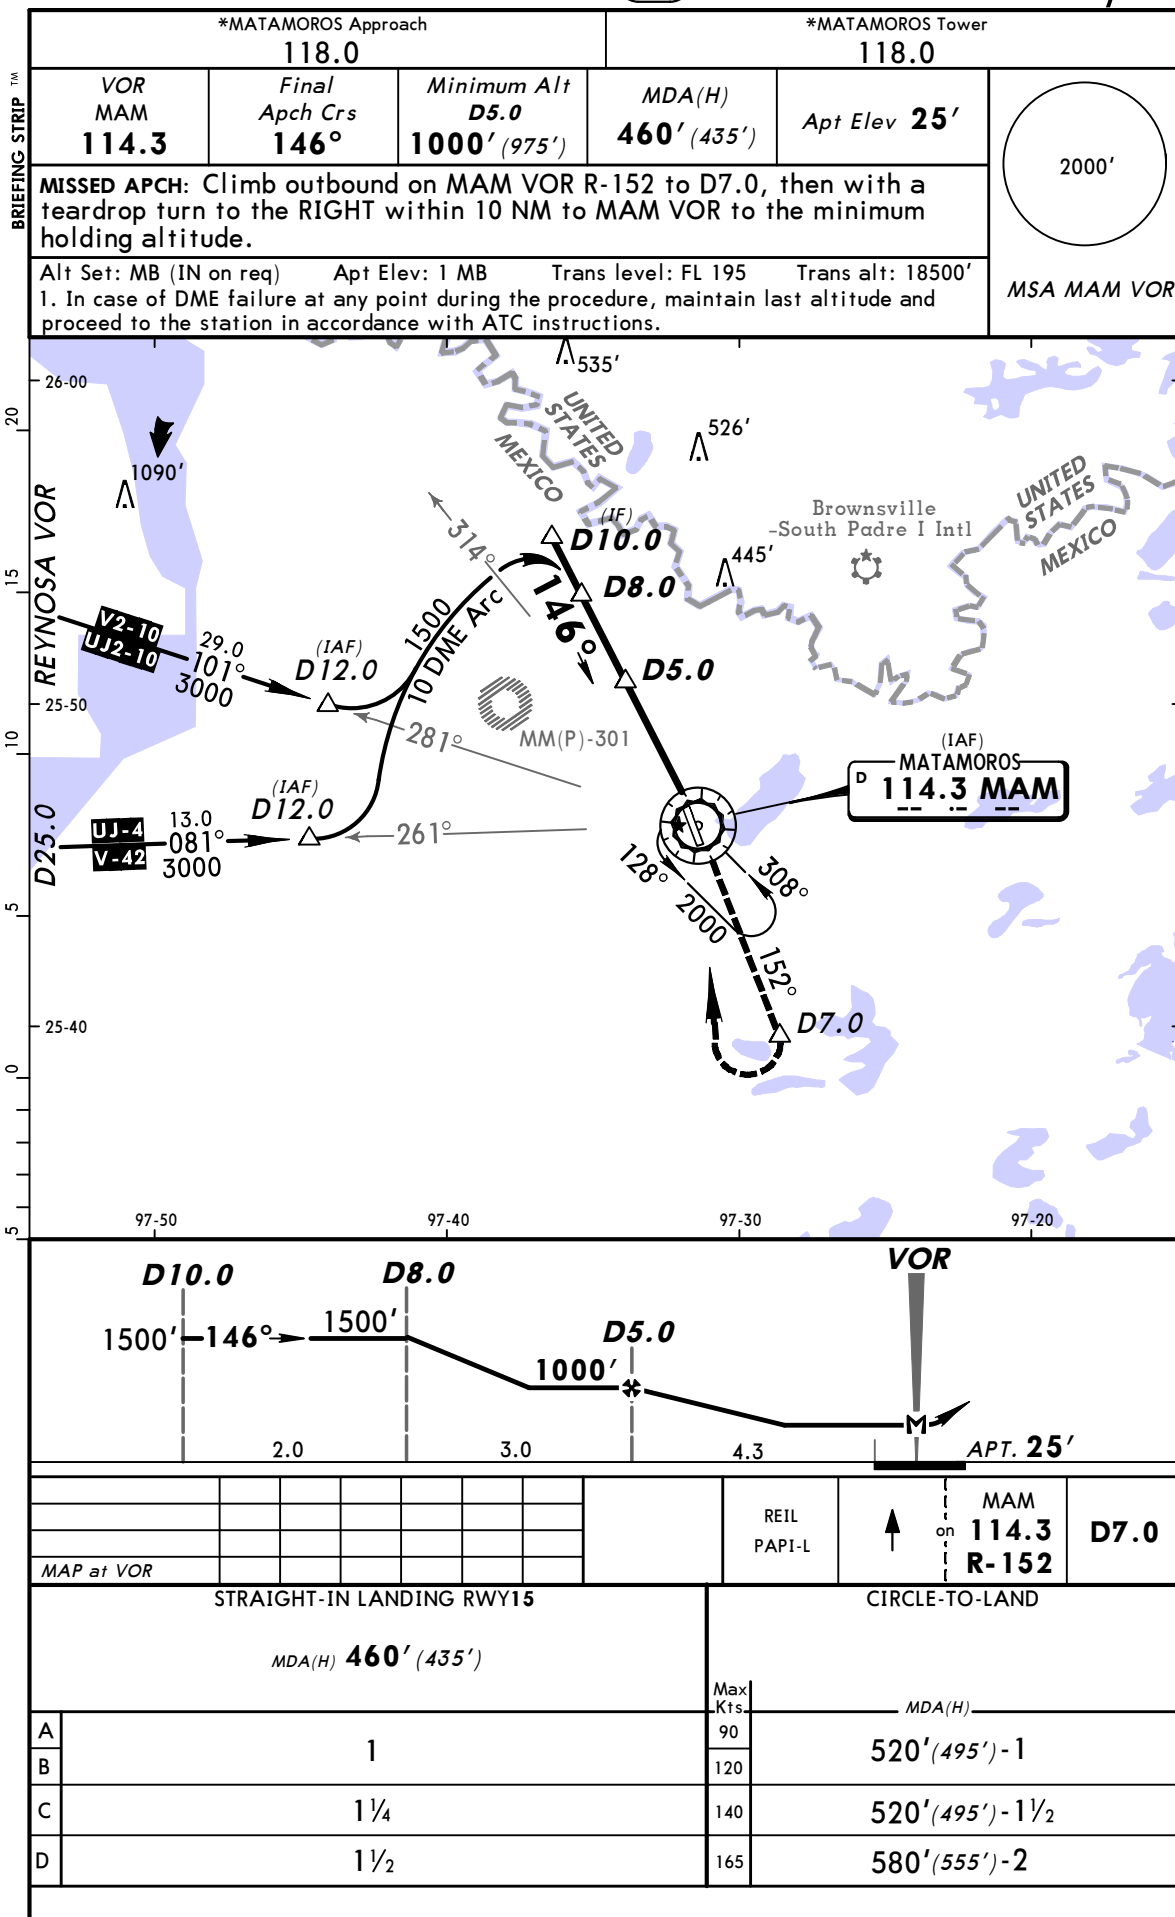 *MATAMOROS Approach
118.0
*MATAMOROS Tower
118.0
BRIEFING STRIP TM
VOR
MAM
114.3
Final
Apch Crs
146°
Minimum Alt
D5.0
1000' (975')
MDA(H)
460' (435')
Apt Elev 25'
2000'
MSA MAM VOR
MISSED APCH: Climb outbound on MAM VOR R-152 to D7.0, then with a
teardrop turn to the RIGHT within 10 NM to MAM VOR to the minimum
holding altitude.
Alt Set: MB (IN on req) Apt Elev: 1 MB Trans level: FL 195 Trans alt: 18500'
1. In case of DME failure at any point during the procedure, maintain last altitude and
proceed to the station in accordance with ATC instructions.
26-00
535'
UNITED
STATES
MEXICO
526'
1090'
UNITED
STATES
MEXICO
Brownsville
-South Padre I Intl
20
15
10
5
0
5
(IF)
D10.0
314°
445'
D8.0
146°
REYNOSA VOR
V2-10
UJ2-10
29.0
101°
3000
(IAF)
D12.0
1500
10 DME Arc
D5.0
25-50
281°
MM(P)-301
(IAF)
MATAMOROS
D 114.3 MAM
(IAF)
D12.0
D25.0
UJ-4
V-42
13.0
081°
3000
261°
128°
2000
308°
152°
25-40
D7.0
97-50
97-40
97-30
97-20
D10.0
D8.0
VOR
1500'
146°
1500'
D5.0
1000'
M
2.0
3.0
4.3
APT. 25'
MAP at VOR
REIL
PAPI-L
on
MAM
114.3
R-152
D7.0
STRAIGHT-IN LANDING RWY15
CIRCLE-TO-LAND
MDA(H) 460' (435')
Max
Kts
MDA(H)
A
B
1
90
120
520'(495')-1
C
1 1/4
140
520'(495')-1 1/2
D
1 1/2
165
580'(555')-2